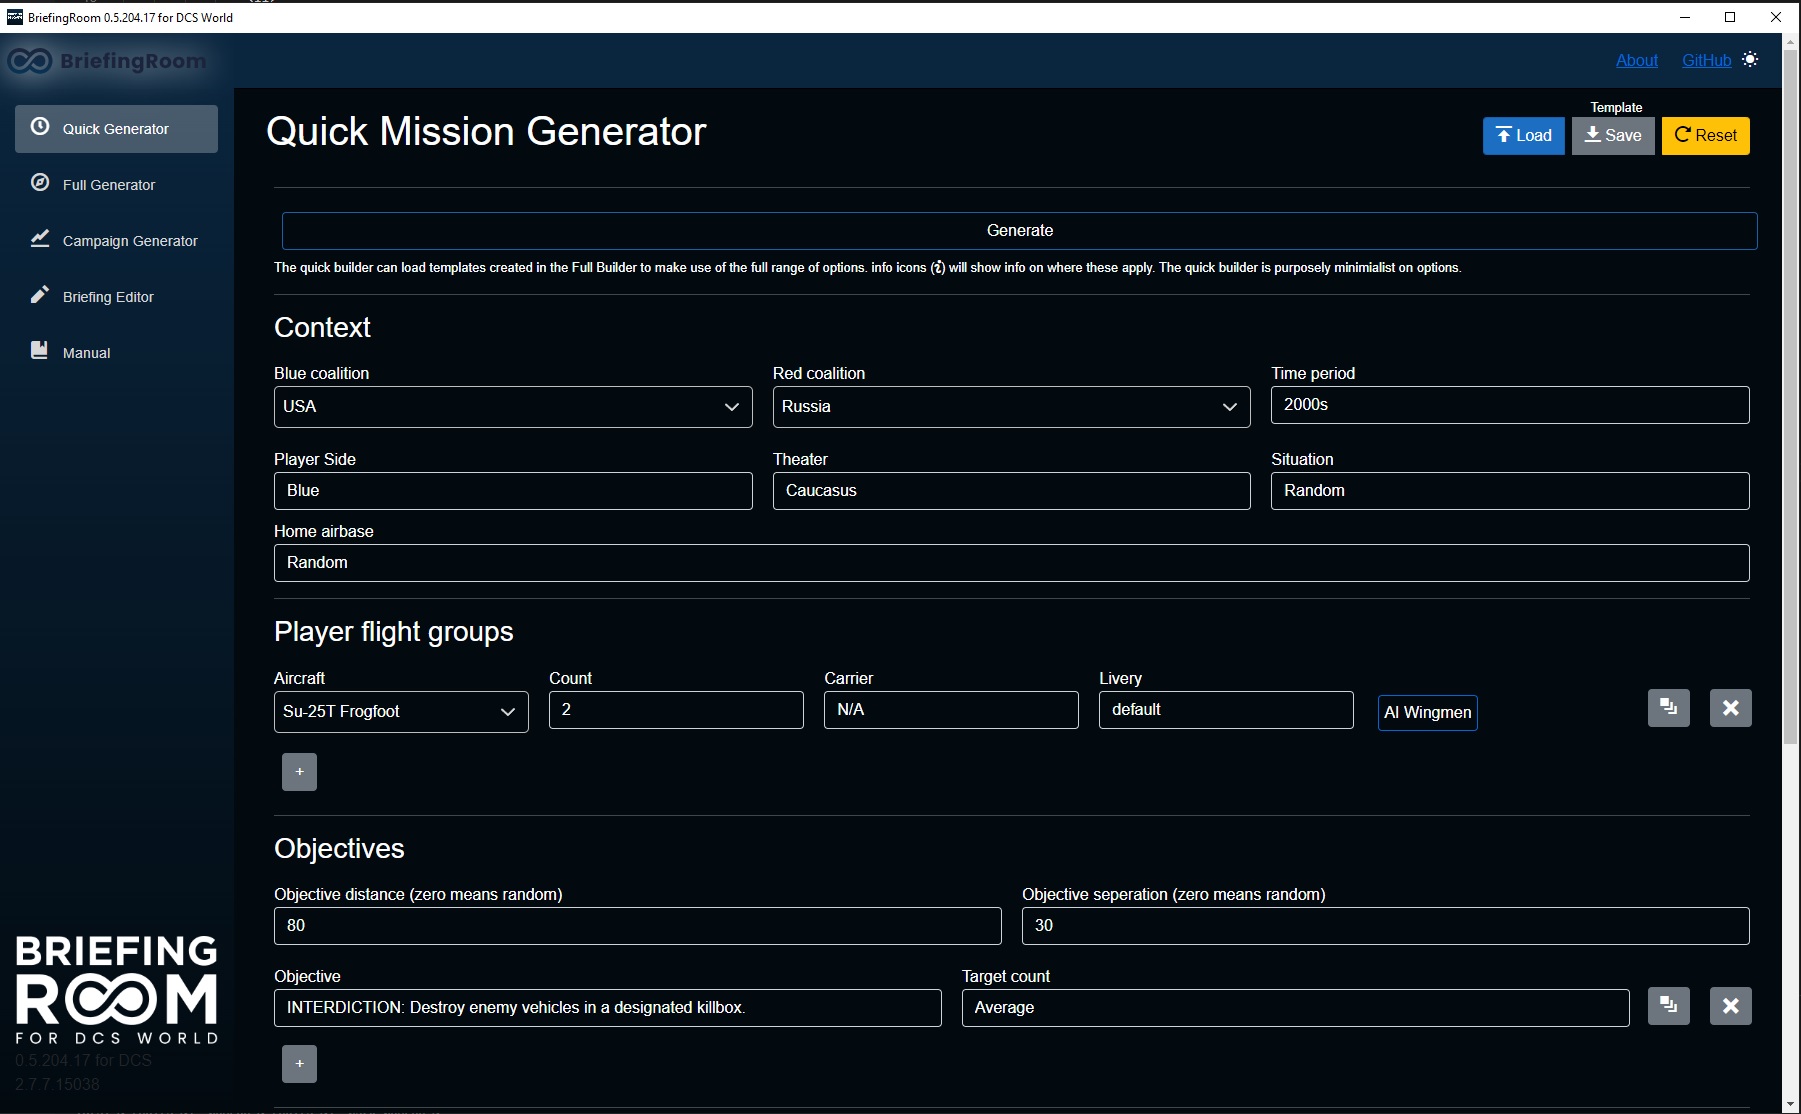 BriefingRoom 0.5.204.17 for DCS World
BriefingRoom
About GitHub
Quick Generator
Full Generator
Campaign Generator
Briefing Editor
Manual
Quick Mission Generator
Template
Load Save Reset
Generate
The quick builder can load templates created in the Full Builder to make use of the full range of options. info icons (i) will show info on where these apply. The quick builder is purposely minimialist on options.
Context
Blue coalition Red coalition Time period
USA Russia 2000s
Player Side Theater Situation
Blue Caucasus Random
Home airbase
Random
Player flight groups
Aircraft Count Carrier Livery
Su-25T Frogfoot 2 N/A default AI Wingmen
+
Objectives
Objective distance (zero means random) Objective seperation (zero means random)
80 30
Objective Target count
INTERDICTION: Destroy enemy vehicles in a designated killbox. Average
+
BRIEFING
ROOM
FOR DCS WORLD
0.5.204.17 for DCS
2.7.7.15038